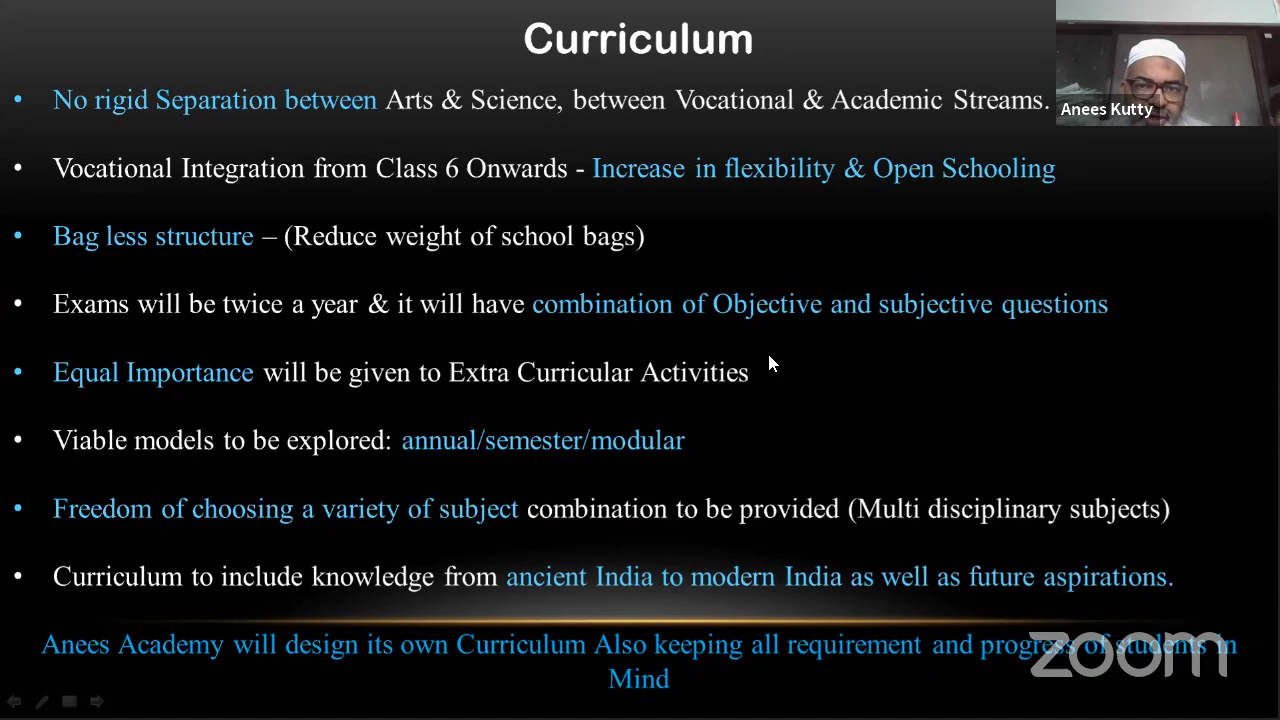 Curriculum
Anees Kutty
• No rigid Separation between Arts & Science, between Vocational & Academic Streams.
• Vocational Integration from Class 6 Onwards - Increase in flexibility & Open Schooling
• Bag less structure – (Reduce weight of school bags)
• Exams will be twice a year & it will have combination of Objective and subjective questions
• Equal Importance will be given to Extra Curricular Activities
• Viable models to be explored: annual/semester/modular
• Freedom of choosing a variety of subject combination to be provided (Multi disciplinary subjects)
• Curriculum to include knowledge from ancient India to modern India as well as future aspirations.
Anees Academy will design its own Curriculum Also keeping all requirement and progress of students in
Mind
zoom